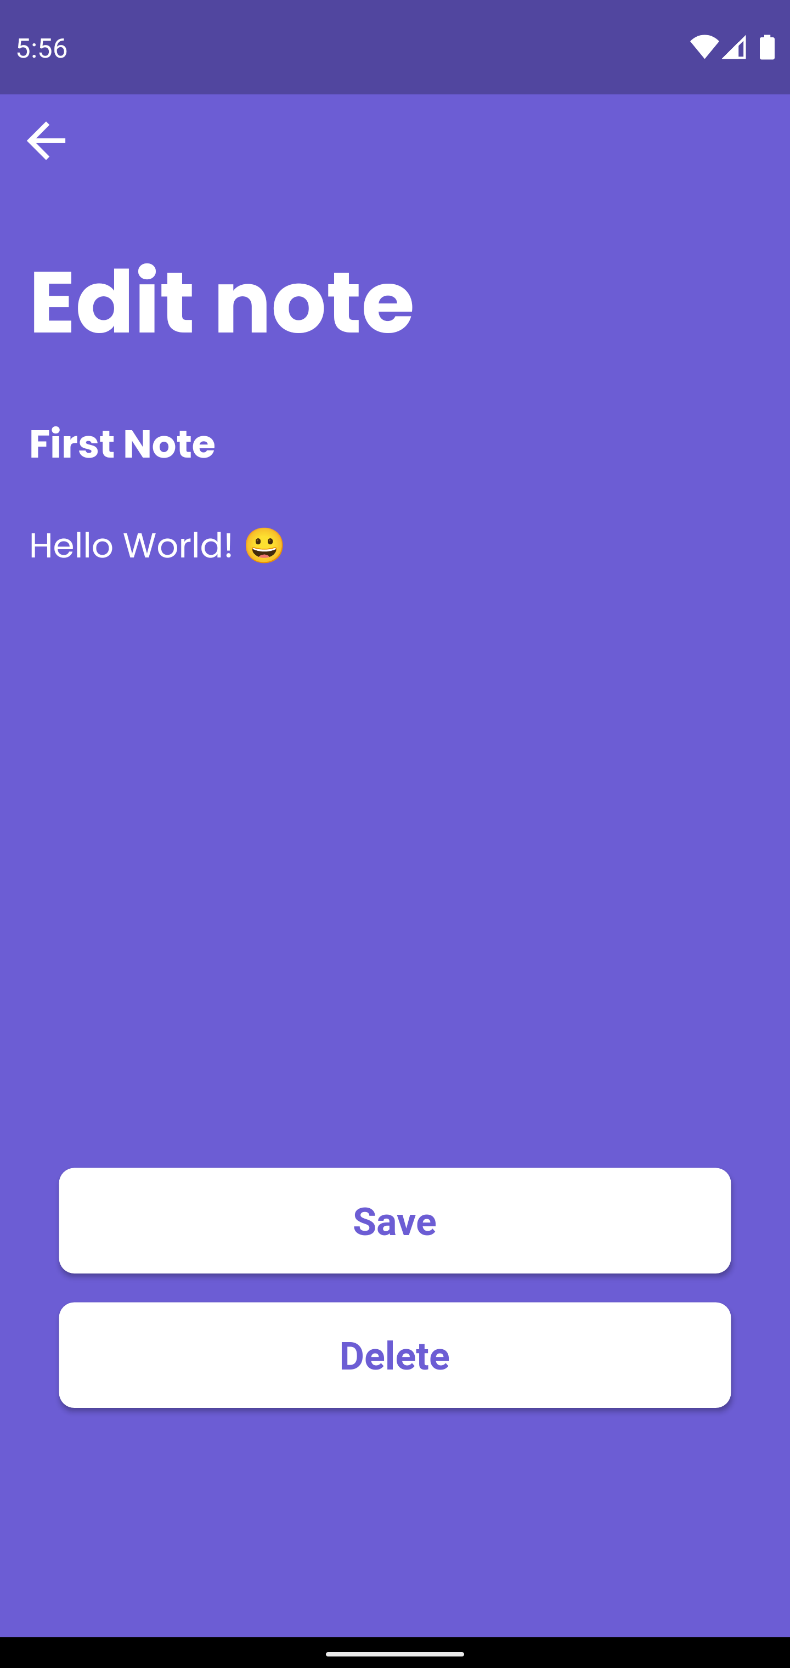 5:56
Edit note
First Note
Hello World! 😀
Save
Delete